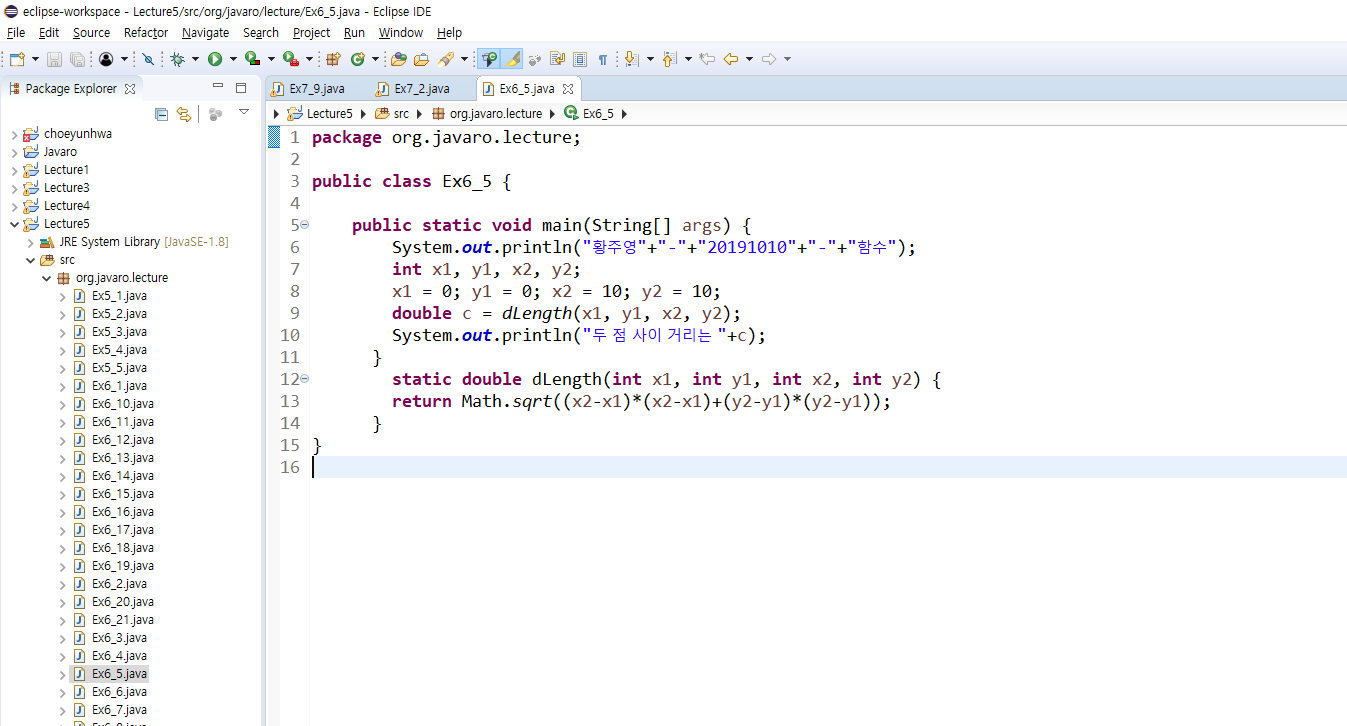 eclipse-workspace - Lecture5/src/org/javaro/lecture/Ex6_5.java - Eclipse IDE
File Edit Source Refactor Navigate Search Project Run Window Help
Package Explorer
choeyunhwa
Javaro
Lecture1
Lecture3
Lecture4
Lecture5
JRE System Library [JavaSE-1.8]
src
org.javaro.lecture
Ex5_1.java
Ex5_2.java
Ex5_3.java
Ex5_4.java
Ex5_5.java
Ex6_1.java
Ex6_10.java
Ex6_11.java
Ex6_12.java
Ex6_13.java
Ex6_14.java
Ex6_15.java
Ex6_16.java
Ex6_17.java
Ex6_18.java
Ex6_19.java
Ex6_2.java
Ex6_20.java
Ex6_21.java
Ex6_3.java
Ex6_4.java
Ex6_5.java
Ex6_6.java
Ex6_7.java
Ex7_9.java Ex7_2.java Ex6_5.java
Lecture5 src org.javaro.lecture Ex6_5
1 package org.javaro.lecture;
2
3 public class Ex6_5 {
4
5 public static void main(String[] args) {
6 System.out.println("황주영"+"-"+"20191010"+"-"+"함수");
7 int x1, y1, x2, y2;
8 x1 = 0; y1 = 0; x2 = 10; y2 = 10;
9 double c = dLength(x1, y1, x2, y2);
10 System.out.println("두 점 사이 거리는 "+c);
11 }
12 static double dLength(int x1, int y1, int x2, int y2) {
13 return Math.sqrt((x2-x1)*(x2-x1)+(y2-y1)*(y2-y1));
14 }
15 }
16